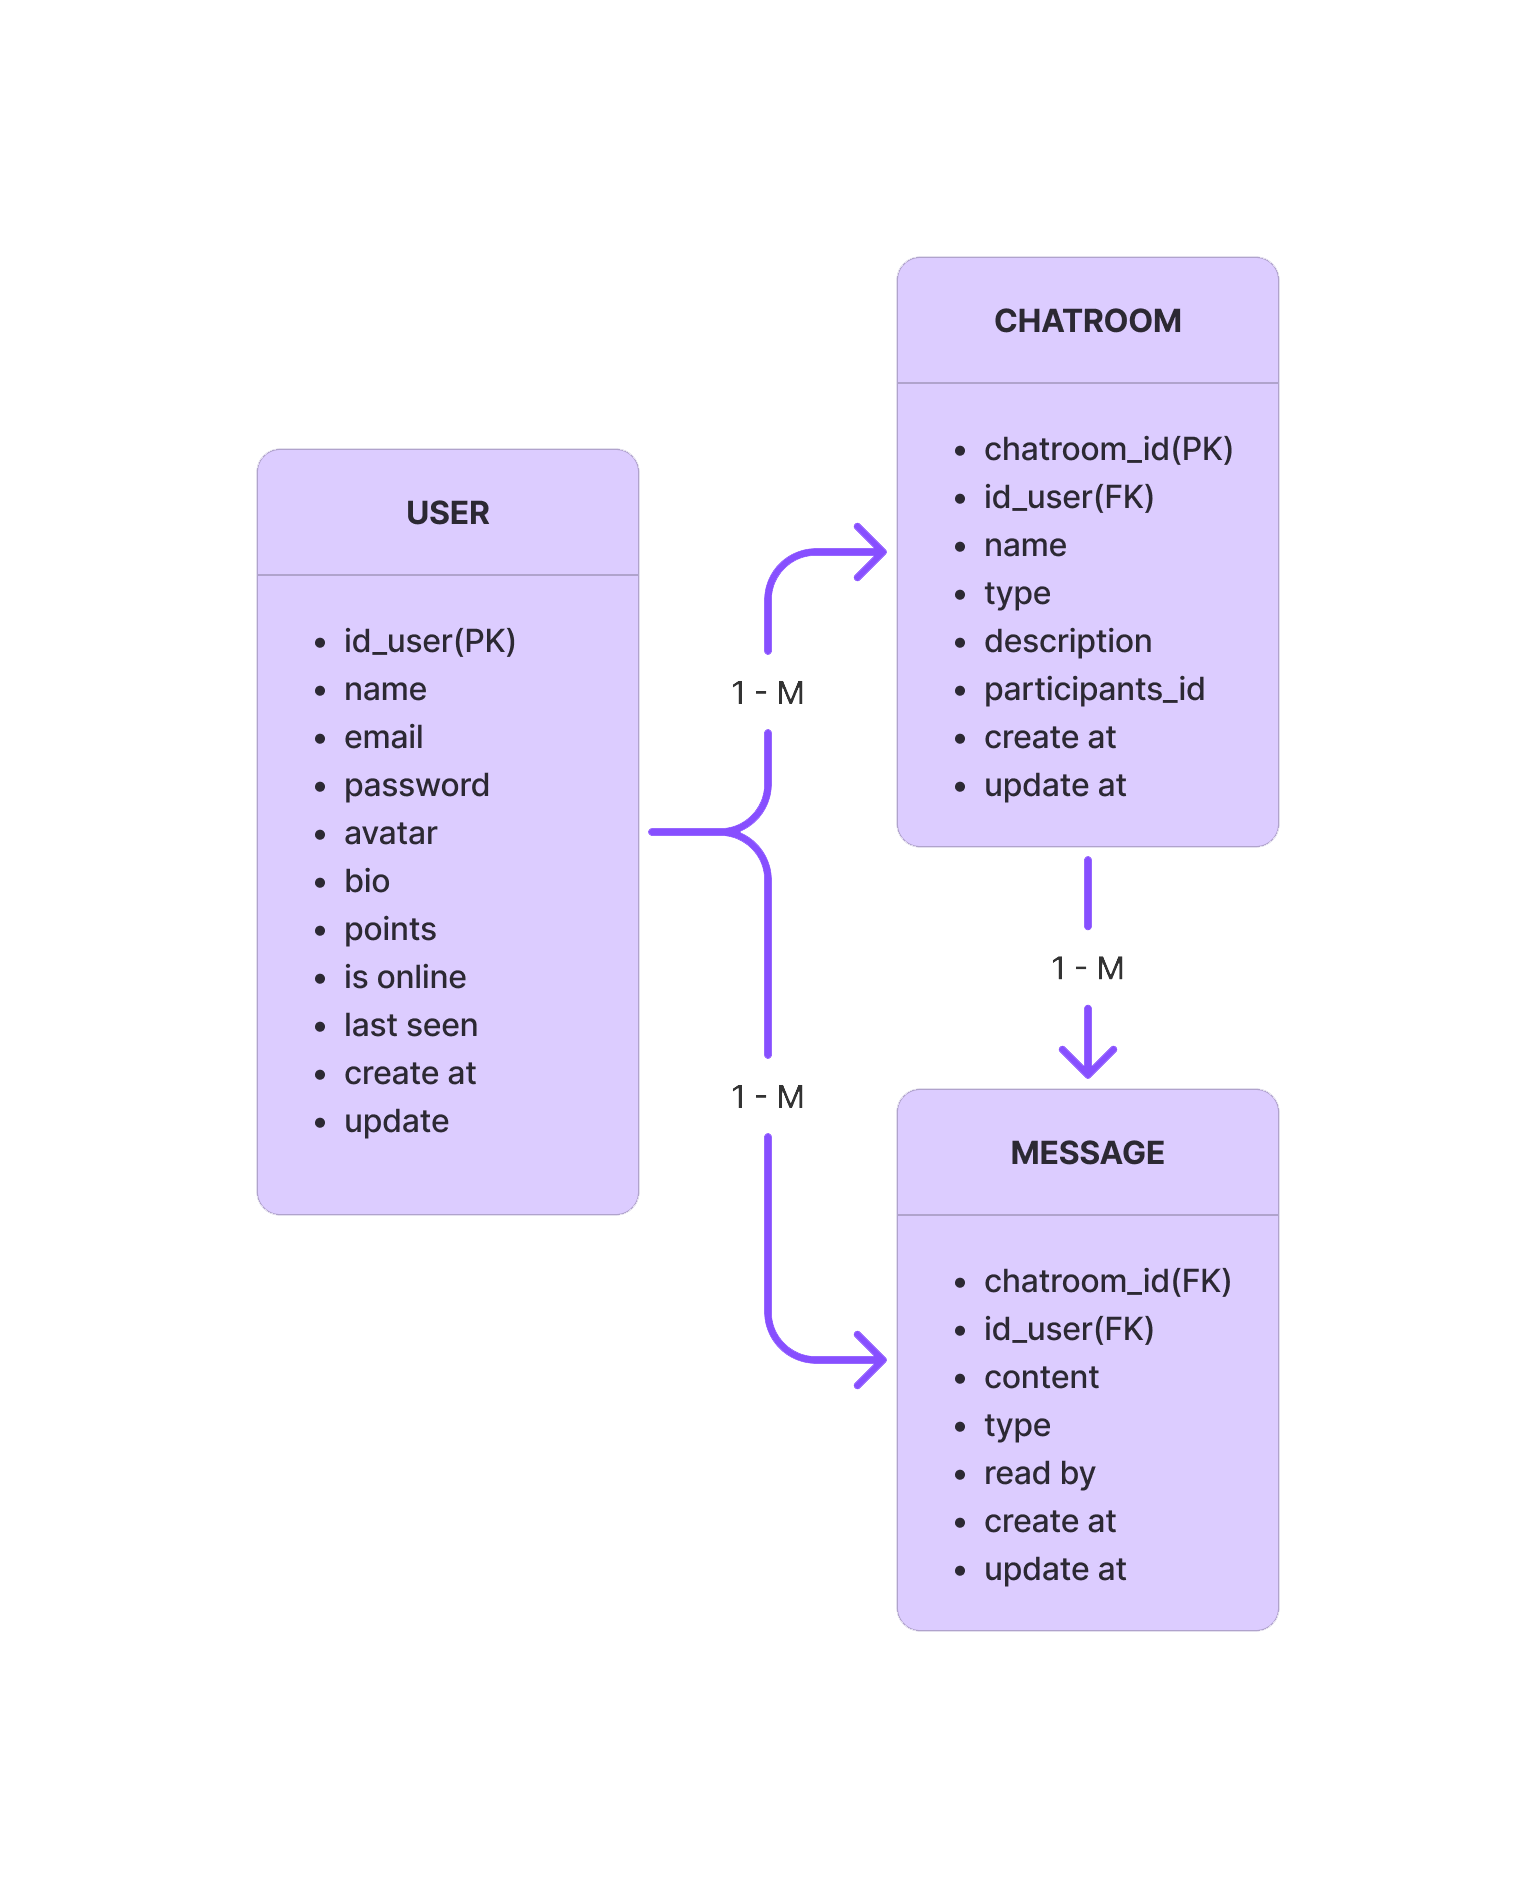 USER
• id_user(PK)
• name
• email
• password
• avatar
• bio
• points
• is online
• last seen
• create at
• update
1 - M
1 - M
CHATROOM
• chatroom_id(PK)
• id_user(FK)
• name
• type
• description
• participants_id
• create at
• update at
1 - M
MESSAGE
• chatroom_id(FK)
• id_user(FK)
• content
• type
• read by
• create at
• update at